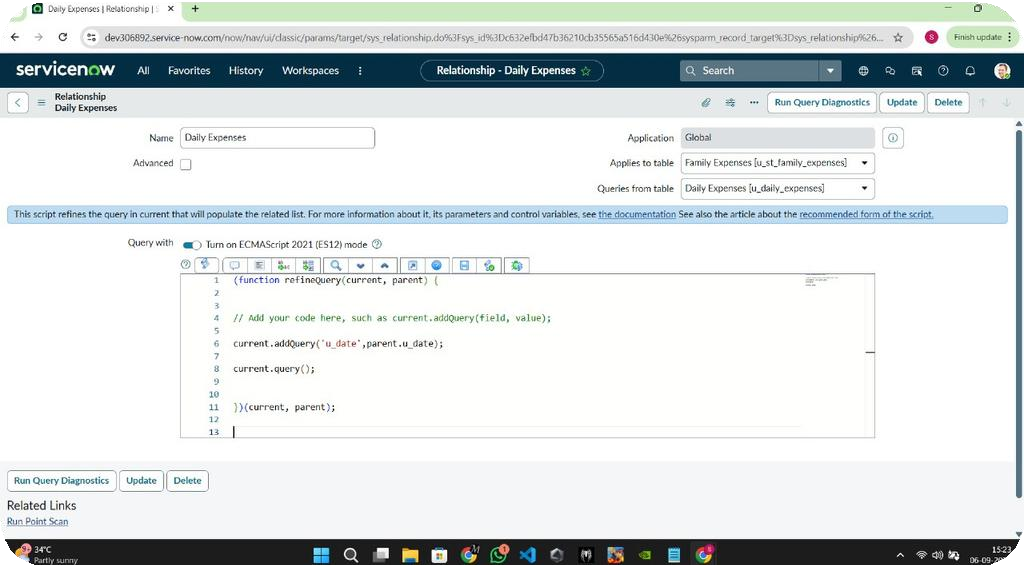 Daily Expenses | Relationship | S
dev306892.service-now.com/now/nav/ui/classic/params/target/sys_relationship.do%3Fsys_id%3Dc632efbd47b36210cb35565a516d430e%26sysparm_record_target%3Dsys_relationship%2...
S
Finish update
servicenow
All
Favorites
History
Workspaces
Relationship - Daily Expenses
Search
Relationship
Daily Expenses
Run Query Diagnostics
Update
Delete
Name
Daily Expenses
Application
Global
Advanced
Applies to table
Family Expenses [u_st_family_expenses]
Queries from table
Daily Expenses [u_daily_expenses]
This script refines the query in current that will populate the related list. For more information about it, its parameters and control variables, see the documentation See also the article about the recommended form of the script.
Query with
Turn on ECMAScript 2021 (ES12) mode
1 (function refineQuery(current, parent) {
2
3
4 // Add your code here, such as current.addQuery(field, value);
5
6 current.addQuery('u_date',parent.u_date);
7
8 current.query();
9
10
11 })(current, parent);
12
13
Run Query Diagnostics
Update
Delete
Related Links
Run Point Scan
34°C
Partly sunny
15:23